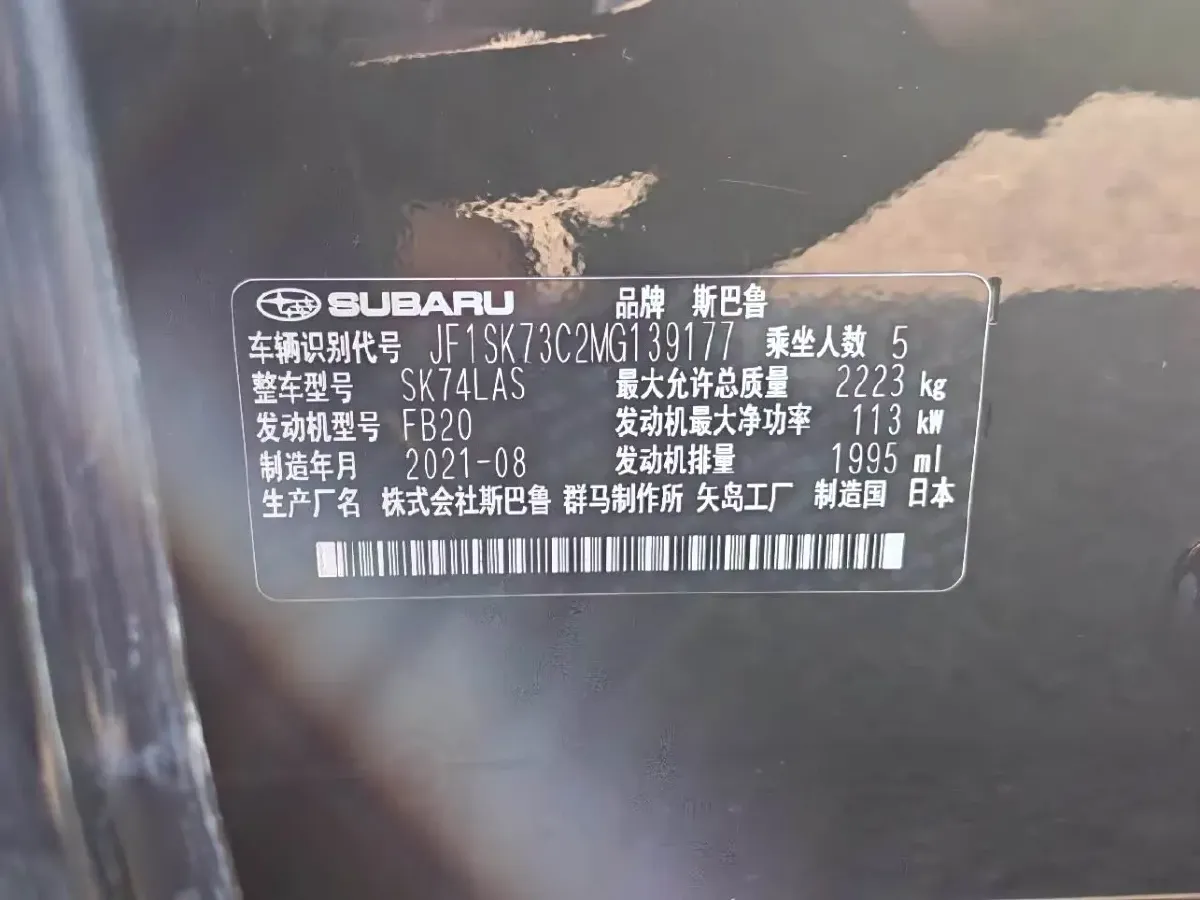 SUBARU 品牌 斯巴鲁
车辆识别代号 JF1SK73C2MG139177 乘坐人数 5
整车型号 SK74LAS 最大允许总质量 2223 kg
发动机型号 FB20 发动机最大净功率 113 kW
制造年月 2021-08 发动机排量 1995 ml
生产厂名 株式会社斯巴鲁 群马制作所 矢岛工厂 制造国 日本